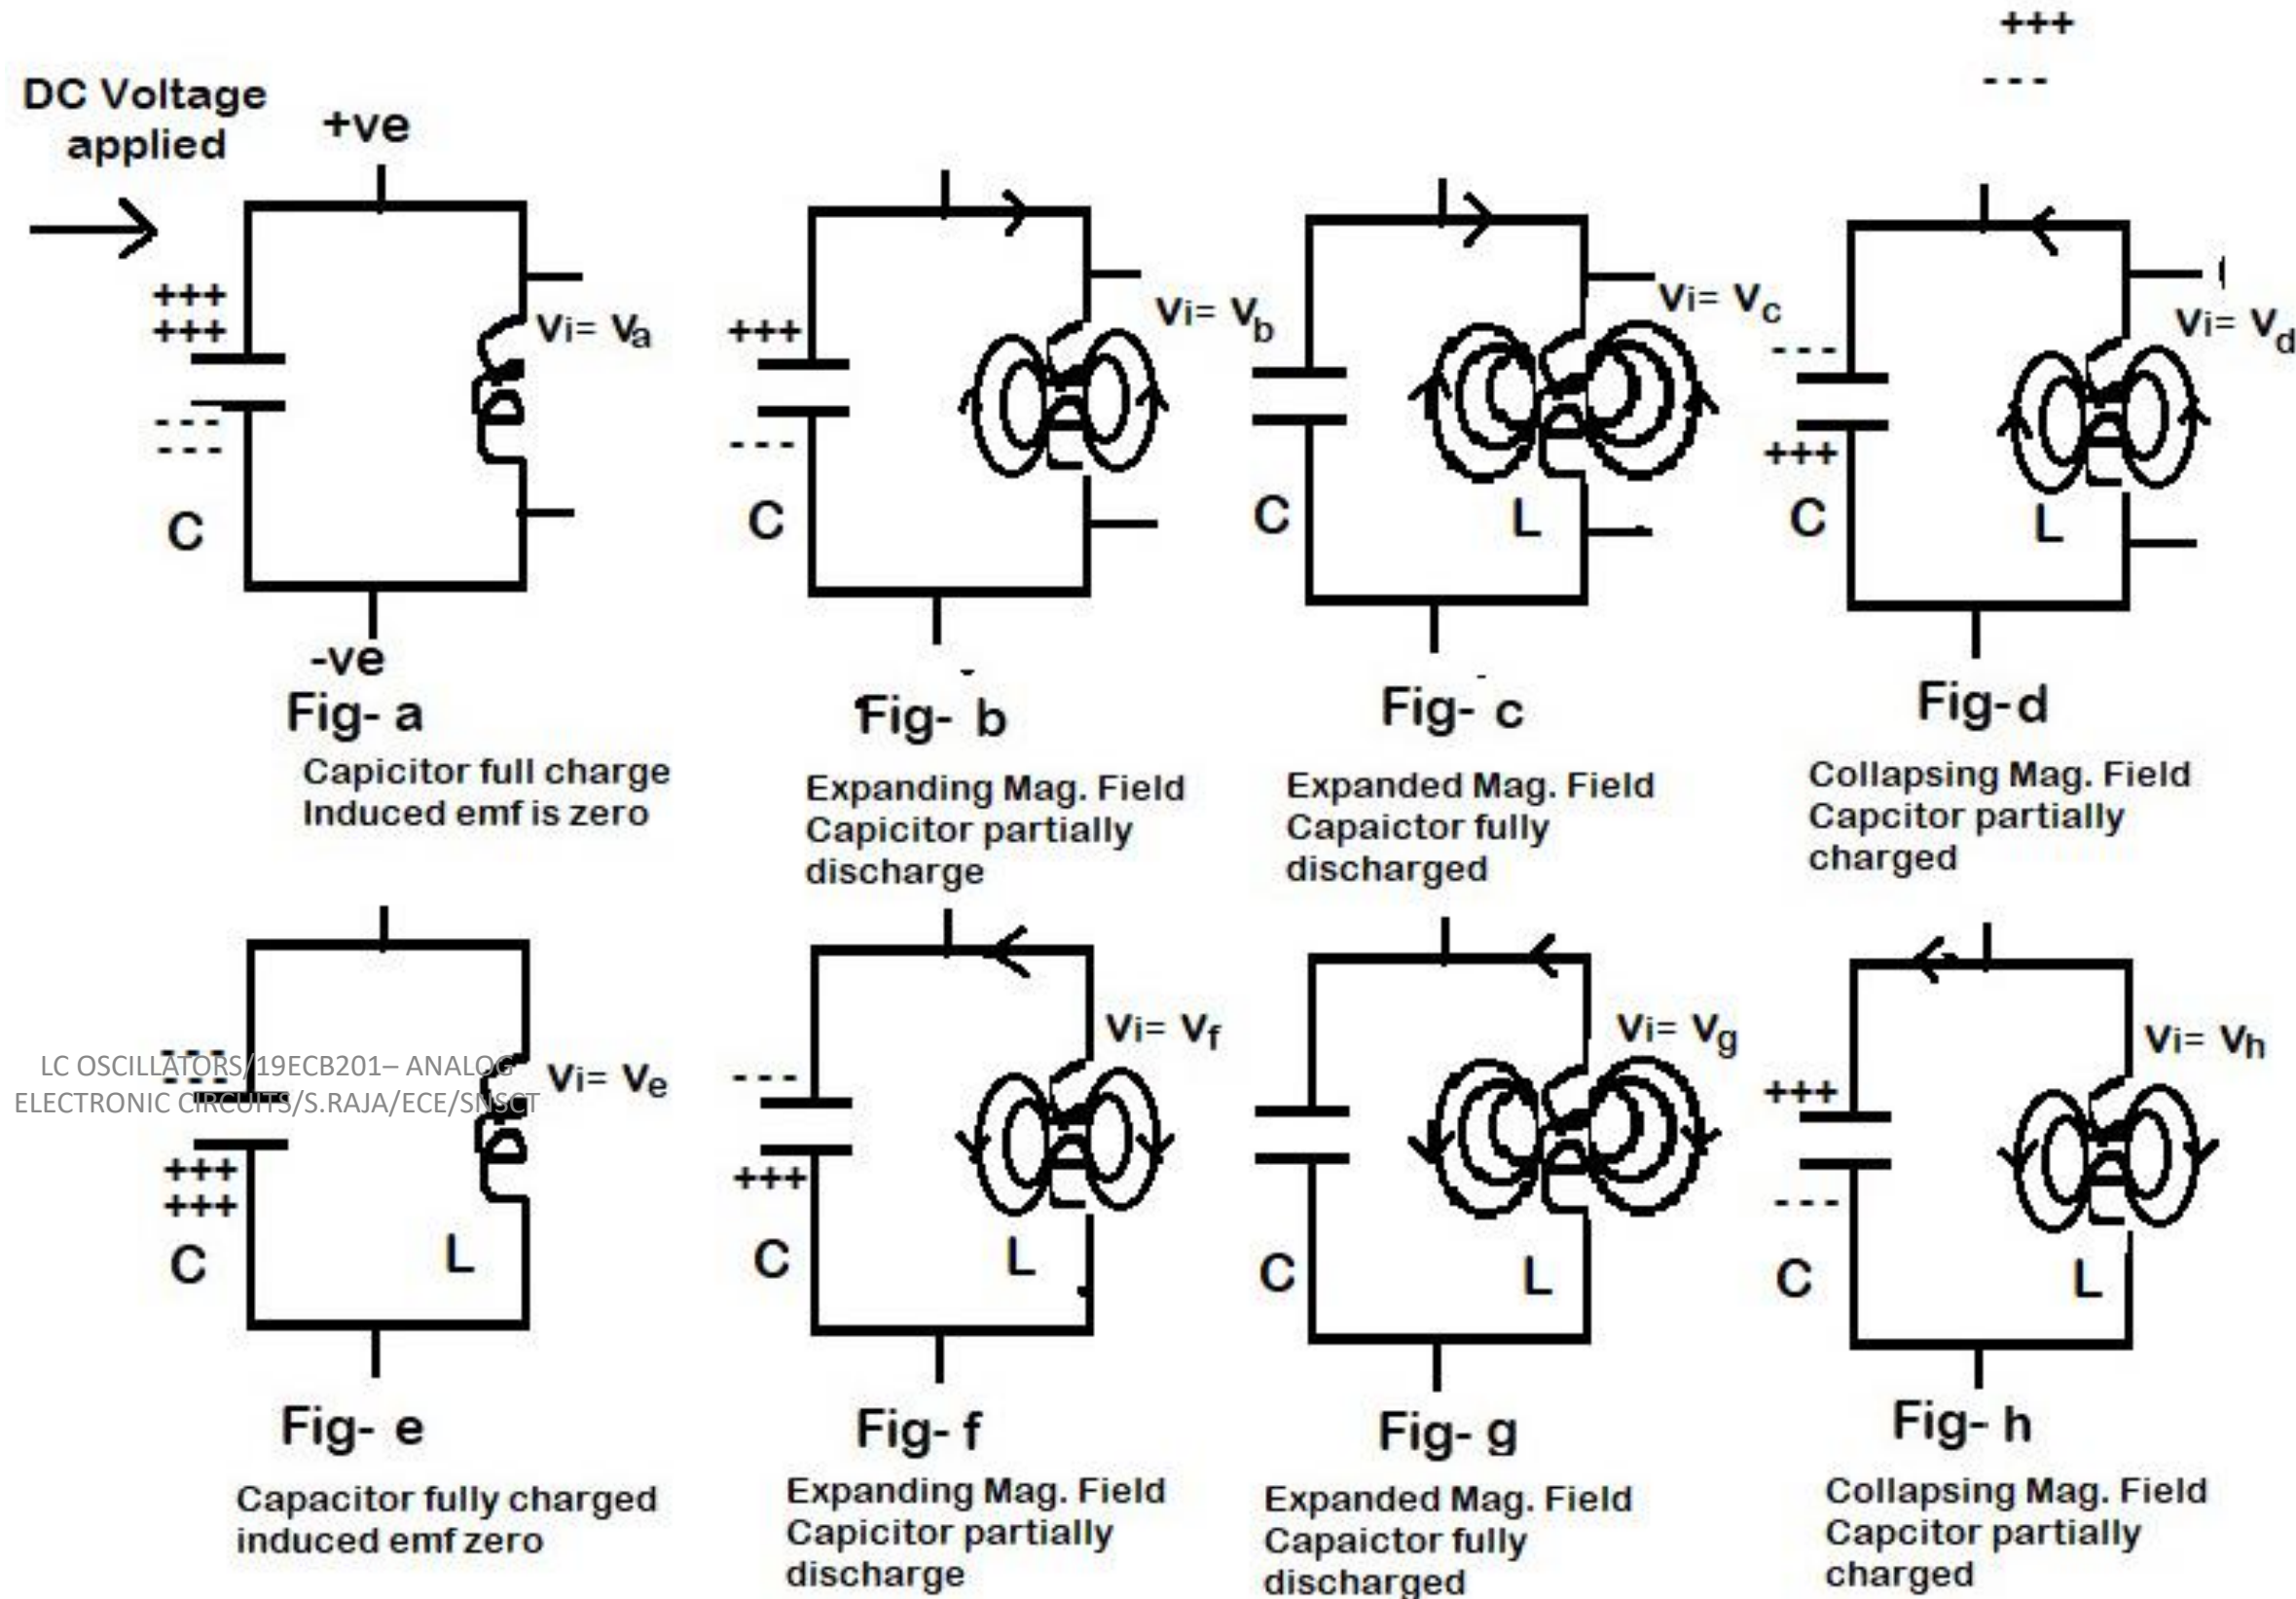 +++
- - -
DC Voltage
applied
+ve
+++
+++
- - -
- - -
C
Vi= Va
-ve
Fig- a
Capicitor full charge
Induced emf is zero
+++
- - -
C
Vi= Vb
Fig- b
Expanding Mag. Field
Capicitor partially
discharge
C
L
Vi= Vc
Fig- c
Expanded Mag. Field
Capaictor fully
discharged
- - -
+++
C
L
Vi= Vd
Fig-d
Collapsing Mag. Field
Capcitor partially
charged
- - -
- - -
LC OSCILLATORS/19ECB201– ANALOG
ELECTRONIC CIRCUITS/S.RAJA/ECE/SNSCT
+++
+++
C
L
Vi= Ve
Fig- e
Capacitor fully charged
induced emf zero
- - -
+++
C
L
Vi= Vf
Fig- f
Expanding Mag. Field
Capicitor partially
discharge
C
L
Vi= Vg
Fig- g
Expanded Mag. Field
Capaictor fully
discharged
+++
- - -
C
L
Vi= Vh
Fig- h
Collapsing Mag. Field
Capcitor partially
charged